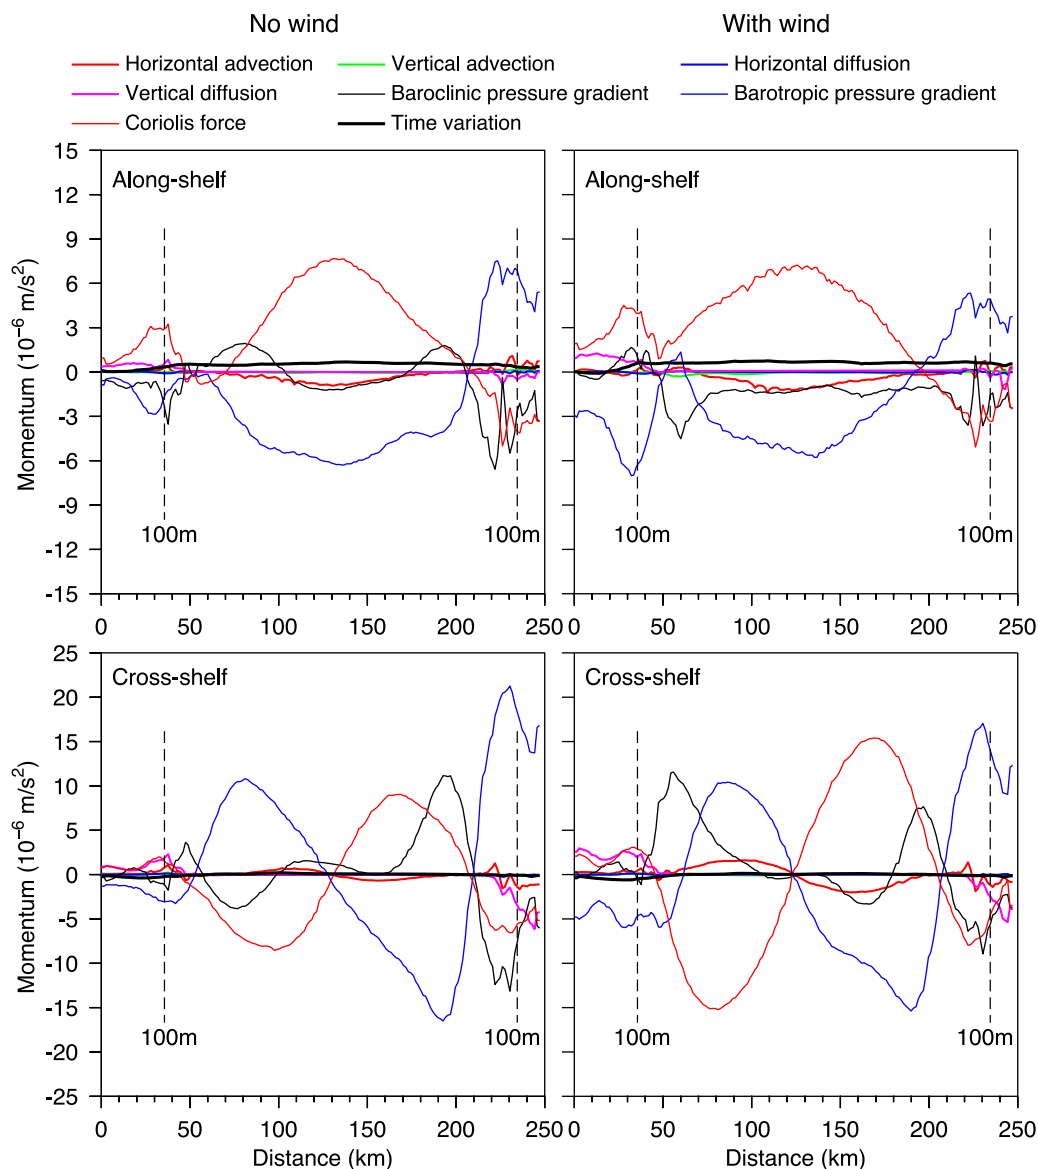 No wind With wind
Horizontal advection Vertical advection Horizontal diffusion
Vertical diffusion Baroclinic pressure gradient Barotropic pressure gradient
Coriolis force Time variation
15 12 9 6 3 0 -3 -6 -9 -12 -15
Momentum (10⁻⁶ m/s²)
Along-shelf
100m 100m
0 50 100 150 200 250
Along-shelf
100m 100m
0 50 100 150 200 250
25 20 15 10 5 0 -5 -10 -15 -20 -25
Momentum (10⁻⁶ m/s²)
Cross-shelf
100m 100m
0 50 100 150 200 250
Distance (km)
Cross-shelf
100m 100m
0 50 100 150 200 250
Distance (km)